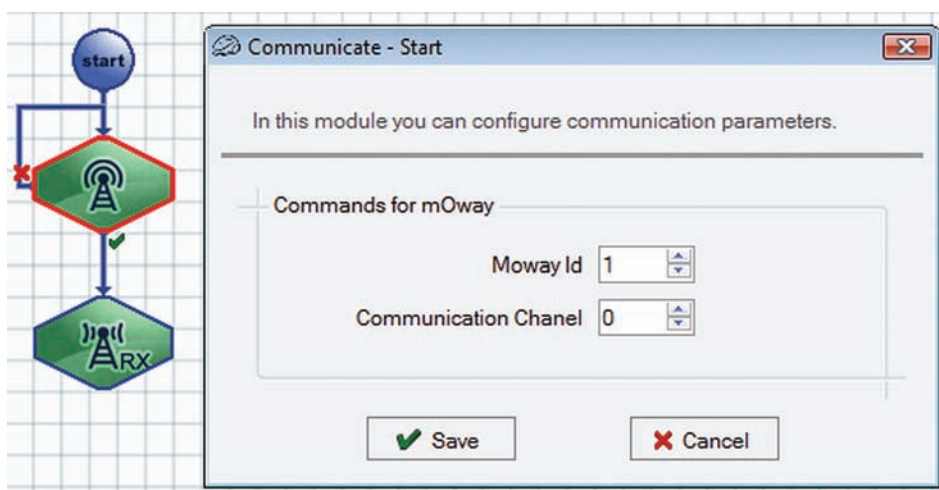 start
RX
Communicate - Start
In this module you can configure communication parameters.
Commands for mOway
Moway Id 1
Communication Chanel 0
Save Cancel